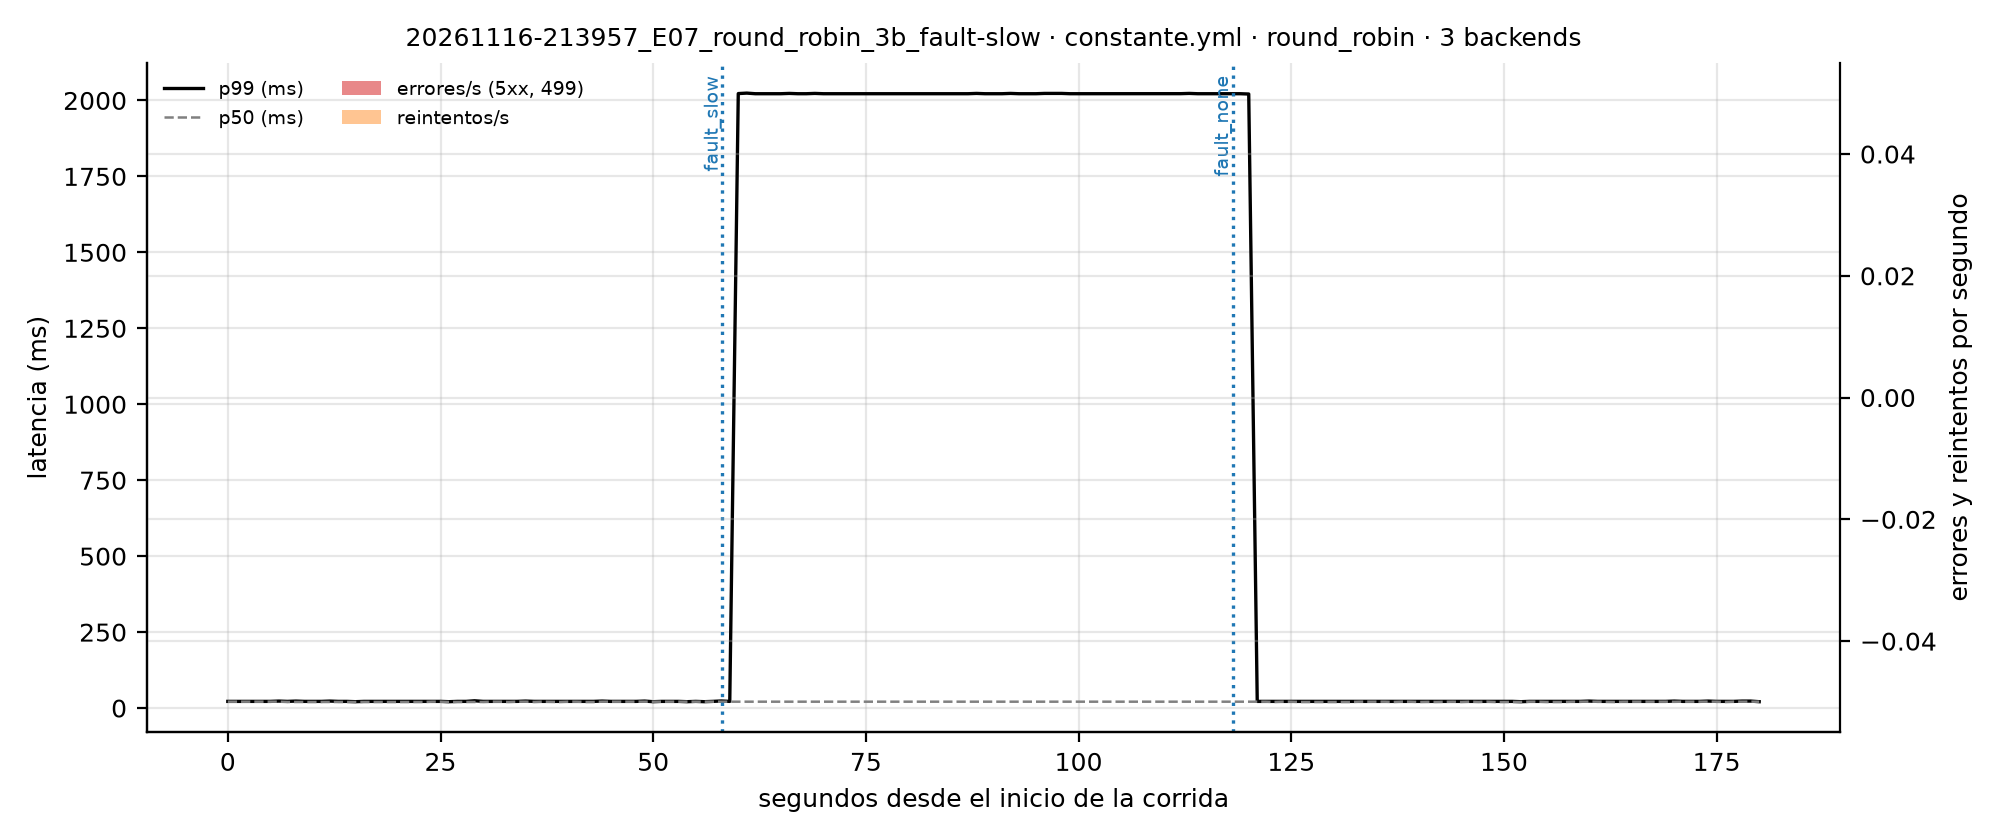 20261116-213957_E07_round_robin_3b_fault-slow · constante.yml · round_robin · 3 backends
p99 (ms)
p50 (ms)
errores/s (5xx, 499)
reintentos/s
fault_slow
fault_none
latencia (ms)
2000
1750
1500
1250
1000
750
500
250
0
0.04
0.02
0.00
−0.02
−0.04
errores y reintentos por segundo
0
25
50
75
100
125
150
175
segundos desde el inicio de la corrida